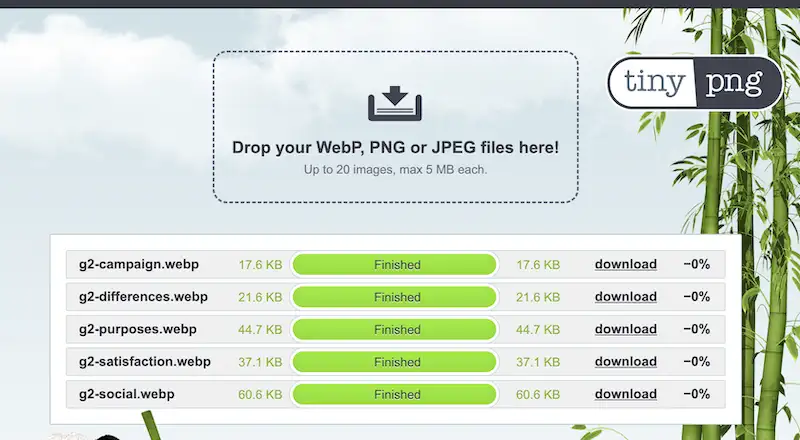 tiny png
Drop your WebP, PNG or JPEG files here!
Up to 20 images, max 5 MB each.
g2-campaign.webp 17.6 KB Finished 17.6 KB download −0%
g2-differences.webp 21.6 KB Finished 21.6 KB download −0%
g2-purposes.webp 44.7 KB Finished 44.7 KB download −0%
g2-satisfaction.webp 37.1 KB Finished 37.1 KB download −0%
g2-social.webp 60.6 KB Finished 60.6 KB download −0%